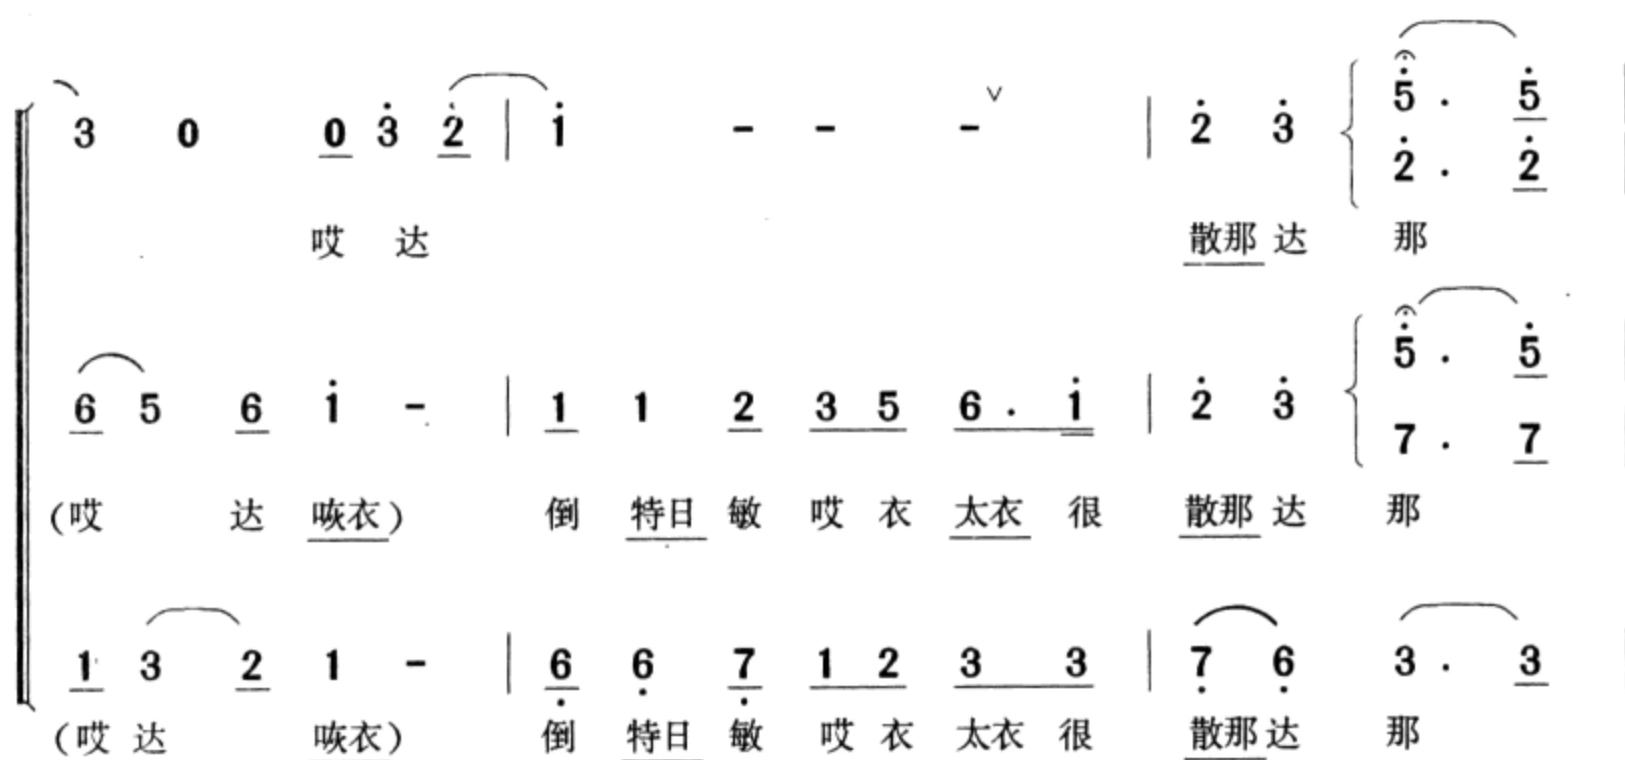 3 0 0 3̇ 2̇ | 1̇ - - - ∨ | 2̇ 3̇ { 5̇ · 5̇
2̇ · 2̇
哎 达 散那 达 那
6 5 6 1̇ - | 1 1 2 3 5 6 · 1̇ | 2̇ 3̇ { 5̇ · 5̇
7 · 7
(哎 达 咴衣) 倒 特日 敏 哎 衣 太衣 很 散那 达 那
1 3 2 1 - | 6̣ 6̣ 7̣ 1 2 3 3 | 7̣ 6̣ 3 · 3
(哎 达 咴衣) 倒 特日 敏 哎 衣 太衣 很 散那 达 那